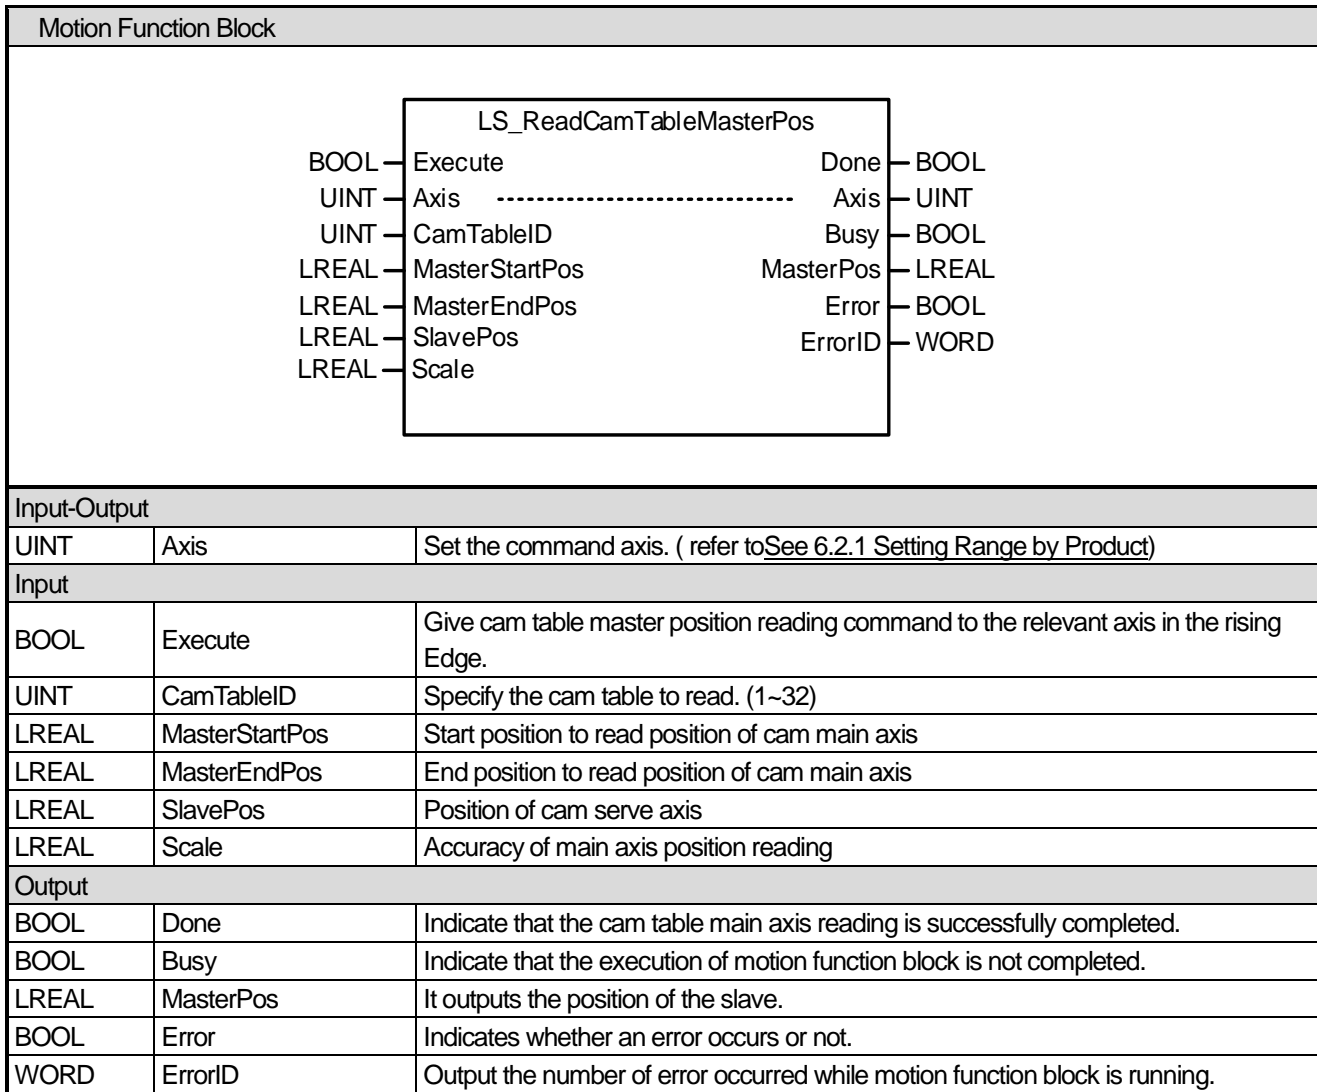 Motion Function Block
LS_ReadCamTableMasterPos
BOOL Execute Done BOOL
UINT Axis Axis UINT
UINT CamTableID Busy BOOL
LREAL MasterStartPos MasterPos LREAL
LREAL MasterEndPos Error BOOL
LREAL SlavePos ErrorID WORD
LREAL Scale
Input-Output
UINT Axis Set the command axis. ( refer toSee 6.2.1 Setting Range by Product)
Input
BOOL Execute Give cam table master position reading command to the relevant axis in the rising
Edge.
UINT CamTableID Specify the cam table to read. (1~32)
LREAL MasterStartPos Start position to read position of cam main axis
LREAL MasterEndPos End position to read position of cam main axis
LREAL SlavePos Position of cam serve axis
LREAL Scale Accuracy of main axis position reading
Output
BOOL Done Indicate that the cam table main axis reading is successfully completed.
BOOL Busy Indicate that the execution of motion function block is not completed.
LREAL MasterPos It outputs the position of the slave.
BOOL Error Indicates whether an error occurs or not.
WORD ErrorID Output the number of error occurred while motion function block is running.